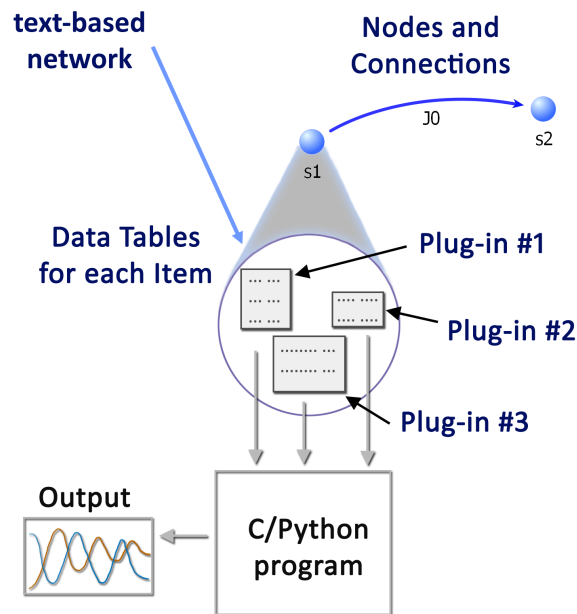 text-based
network
Nodes and
Connections
J0
s1
s2
Data Tables
for each Item
Plug-in #1
Plug-in #2
Plug-in #3
Output
C/Python
program